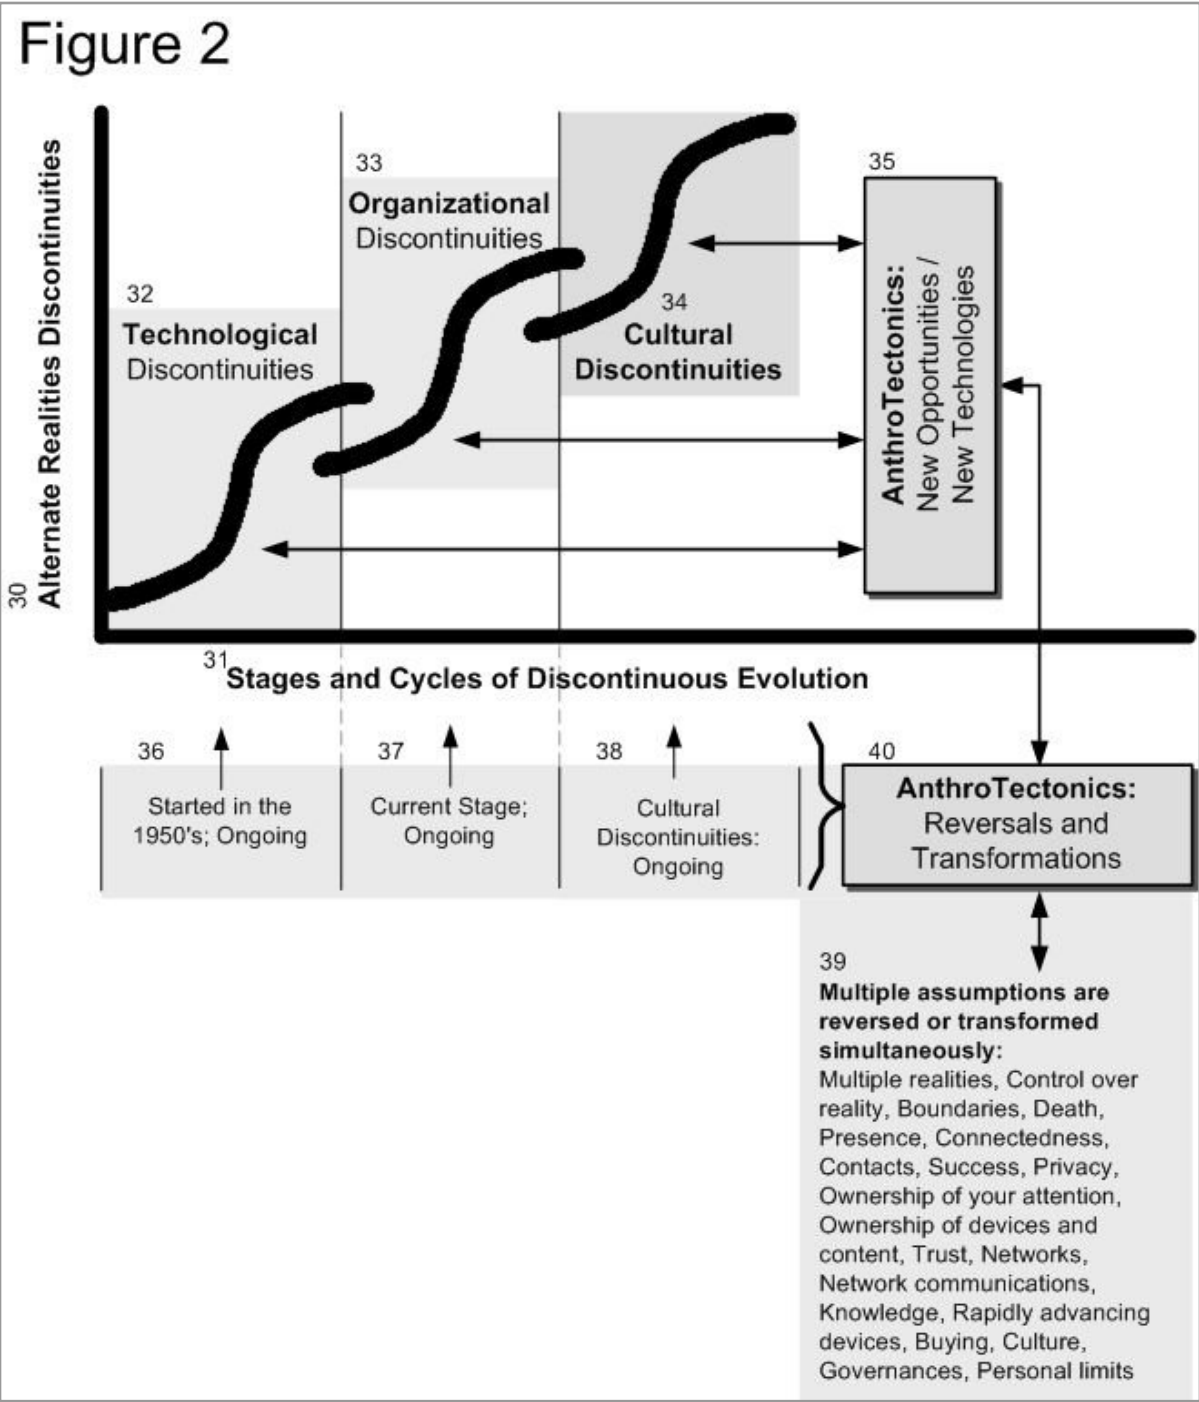 Figure 2
30
Alternate Realities Discontinuities
32
Technological
Discontinuities
33
Organizational
Discontinuities
34
Cultural
Discontinuities
35
AnthroTectonics:
New Opportunities /
New Technologies
31
Stages and Cycles of Discontinuous Evolution
36
Started in the
1950's; Ongoing
37
Current Stage;
Ongoing
38
Cultural
Discontinuities:
Ongoing
40
AnthroTectonics:
Reversals and
Transformations
39
Multiple assumptions are
reversed or transformed
simultaneously:
Multiple realities, Control over
reality, Boundaries, Death,
Presence, Connectedness,
Contacts, Success, Privacy,
Ownership of your attention,
Ownership of devices and
content, Trust, Networks,
Network communications,
Knowledge, Rapidly advancing
devices, Buying, Culture,
Governances, Personal limits